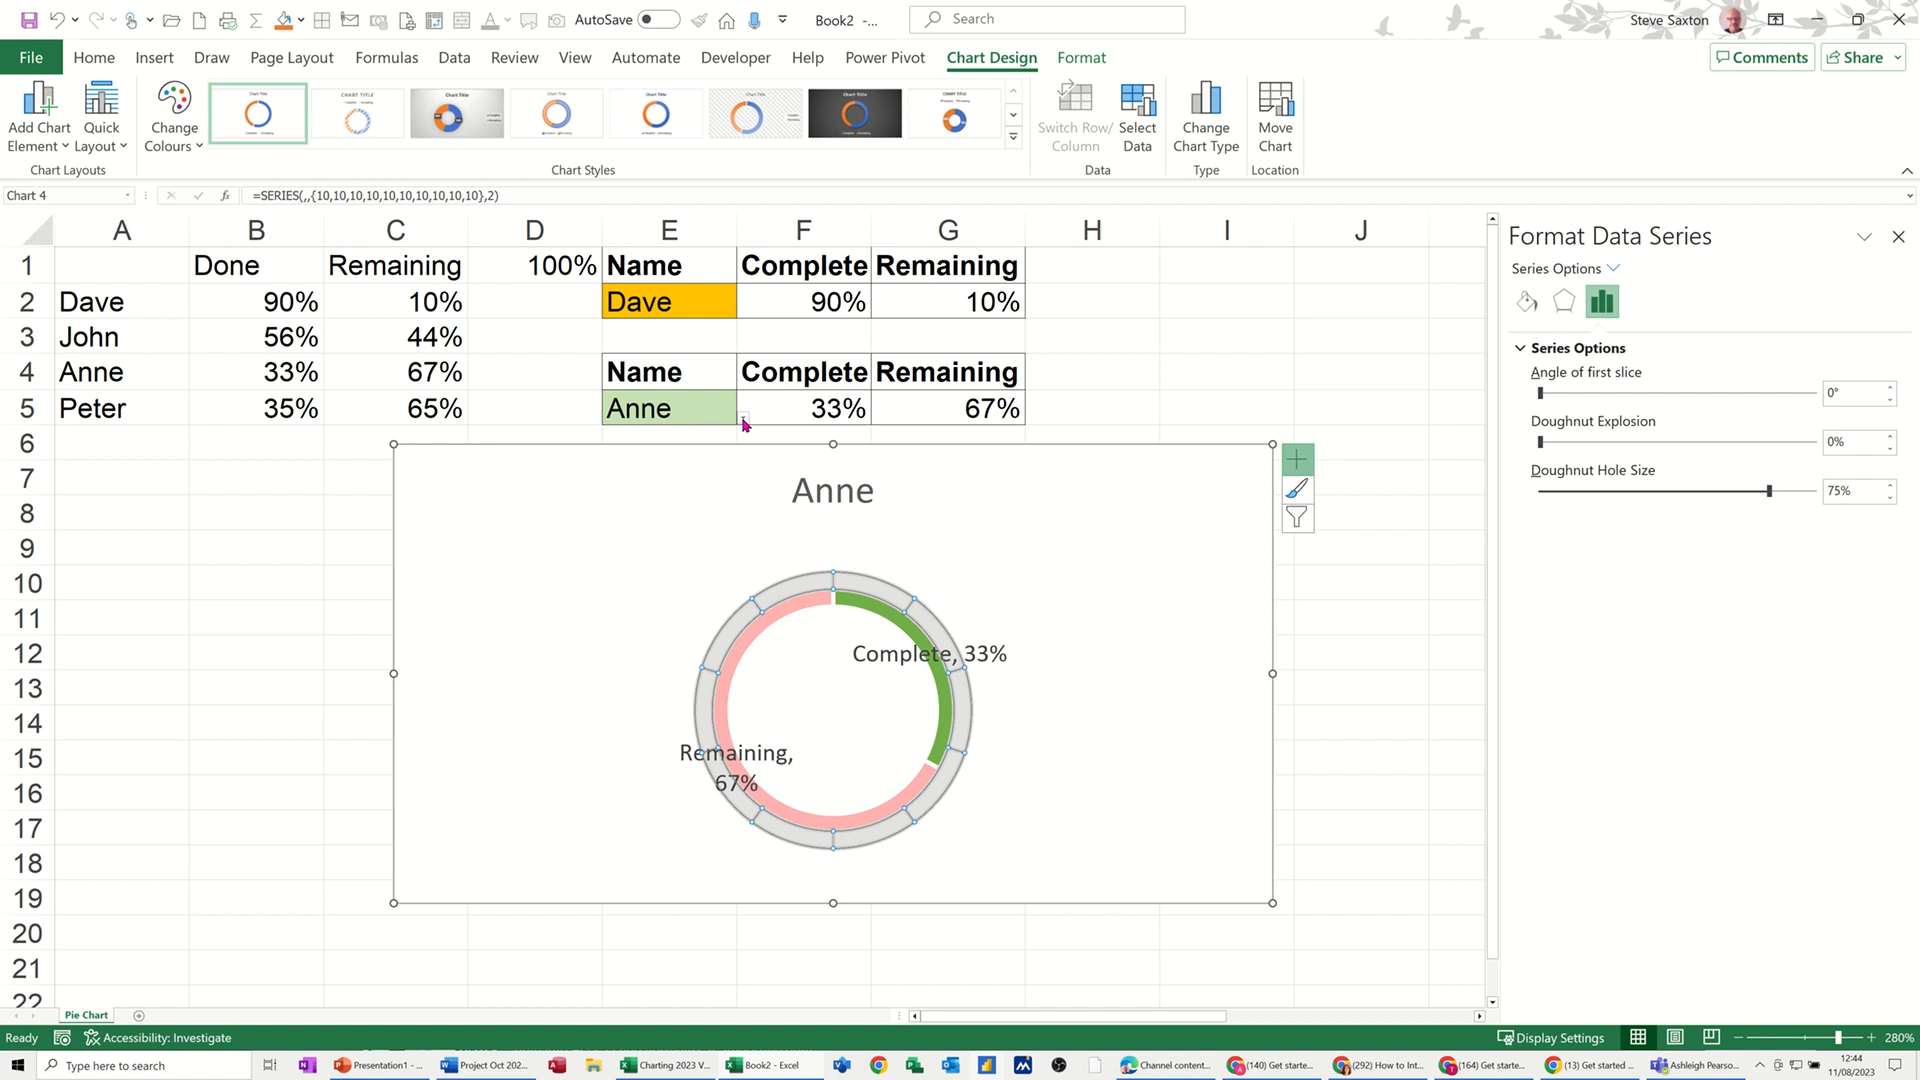 AutoSave
Book2 -...
Search
Steve Saxton
File Home Insert Draw Page Layout Formulas Data Review View Automate Developer Help Power Pivot Chart Design Format
Comments Share
Add Chart Element
Quick Layout
Change Colours
Switch Row/ Column
Select Data
Change Chart Type
Move Chart
Chart Layouts Chart Styles Data Type Location
Chart 4 fx =SERIES(,,{10,10,10,10,10,10,10,10,10,10},2)
A B C D E F G H I J
1 Done Remaining 100% Name Complete Remaining
2 Dave 90% 10% Dave 90% 10%
3 John 56% 44%
4 Anne 33% 67% Name Complete Remaining
5 Peter 35% 65% Anne 33% 67%
6
7
8
9
10
11
12
13
14
15
16
17
18
19
20
21
22
Anne
Complete, 33%
Remaining,
67%
Format Data Series
Series Options
Series Options
Angle of first slice
0°
Doughnut Explosion
0%
Doughnut Hole Size
75%
Pie Chart
Ready Accessibility: Investigate Display Settings 280%
Type here to search Presentation1 - ... Project Oct 202... Charting 2023 V... Book2 - Excel Channel content... (140) Get starte... (292) How to Int... (164) Get starte... (13) Get started ... Ashleigh Pearso...
12:44
11/08/2023